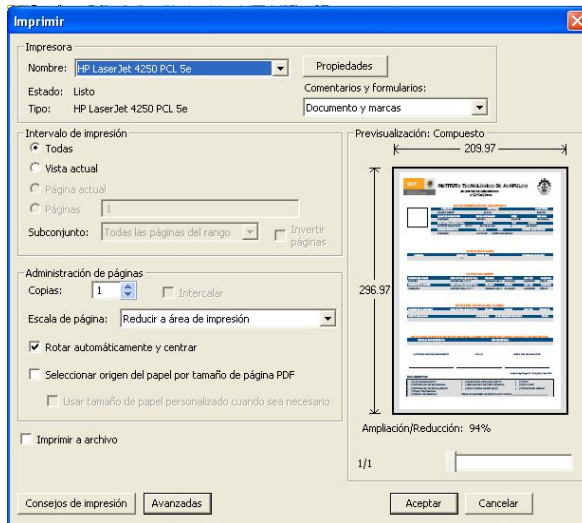 Imprimir
Impresora
Nombre: HP LaserJet 4250 PCL 5e
Propiedades
Estado: Listo
Comentarios y formularios:
Tipo: HP LaserJet 4250 PCL 5e
Documento y marcas
Intervalo de impresión
Todas
Vista actual
Página actual
Páginas 1
Subconjunto: Todas las páginas del rango
Invertir páginas
Administración de páginas
Copias: 1
Intercalar
Escala de página: Reducir a área de impresión
Rotar automáticamente y centrar
Seleccionar origen del papel por tamaño de página PDF
Usar tamaño de papel personalizado cuando sea necesario
Imprimir a archivo
Previsualización: Compuesto
209.97
INSTITUTO TECNOLÓGICO DE ACAPULCO
296.97
Ampliación/Reducción: 94%
1/1
Consejos de impresión
Avanzadas
Aceptar
Cancelar